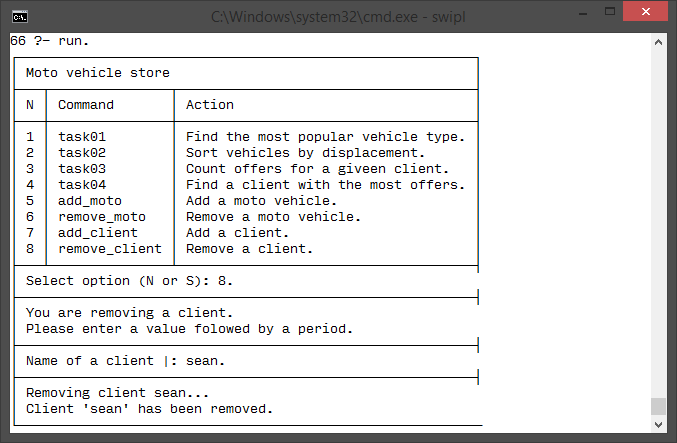 C:\Windows\system32\cmd.exe - swipl
66 ?- run.
Moto vehicle store
N Command Action
1 task01 Find the most popular vehicle type.
2 task02 Sort vehicles by displacement.
3 task03 Count offers for a giveen client.
4 task04 Find a client with the most offers.
5 add_moto Add a moto vehicle.
6 remove_moto Remove a moto vehicle.
7 add_client Add a client.
8 remove_client Remove a client.
Select option (N or S): 8.
You are removing a client.
Please enter a value folowed by a period.
Name of a client |: sean.
Removing client sean...
Client 'sean' has been removed.